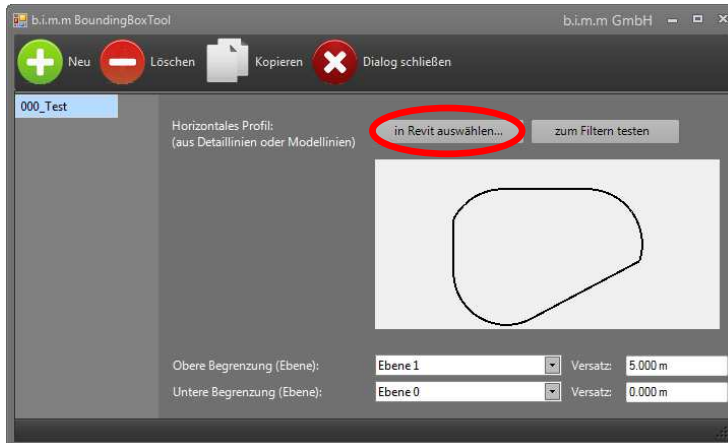 b.i.m.m BoundingBoxTool b.i.m.m GmbH
Neu Löschen Kopieren Dialog schließen
000_Test
Horizontales Profil:
(aus Detaillinien oder Modellinien)
in Revit auswählen... zum Filtern testen
Obere Begrenzung (Ebene): Ebene 1 Versatz: 5.000 m
Untere Begrenzung (Ebene): Ebene 0 Versatz: 0.000 m